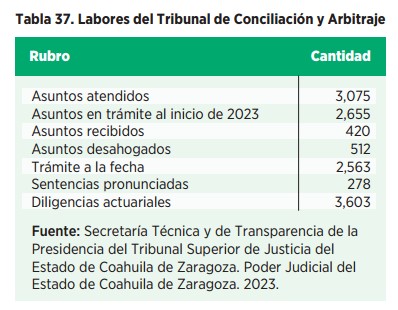 Tabla 37. Labores del Tribunal de Conciliación y Arbitraje
Rubro Cantidad
Asuntos atendidos 3,075
Asuntos en trámite al inicio de 2023 2,655
Asuntos recibidos 420
Asuntos desahogados 512
Trámite a la fecha 2,563
Sentencias pronunciadas 278
Diligencias actuariales 3,603
Fuente: Secretaría Técnica y de Transparencia de la
Presidencia del Tribunal Superior de Justicia del
Estado de Coahuila de Zaragoza. Poder Judicial del
Estado de Coahuila de Zaragoza. 2023.